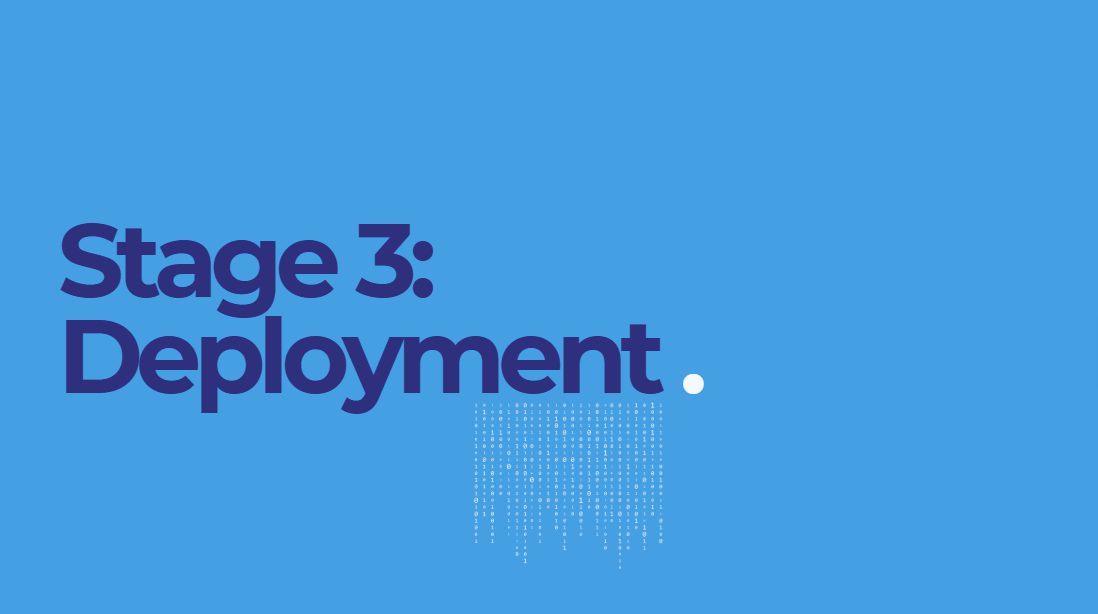 Stage 3:
Deployment .